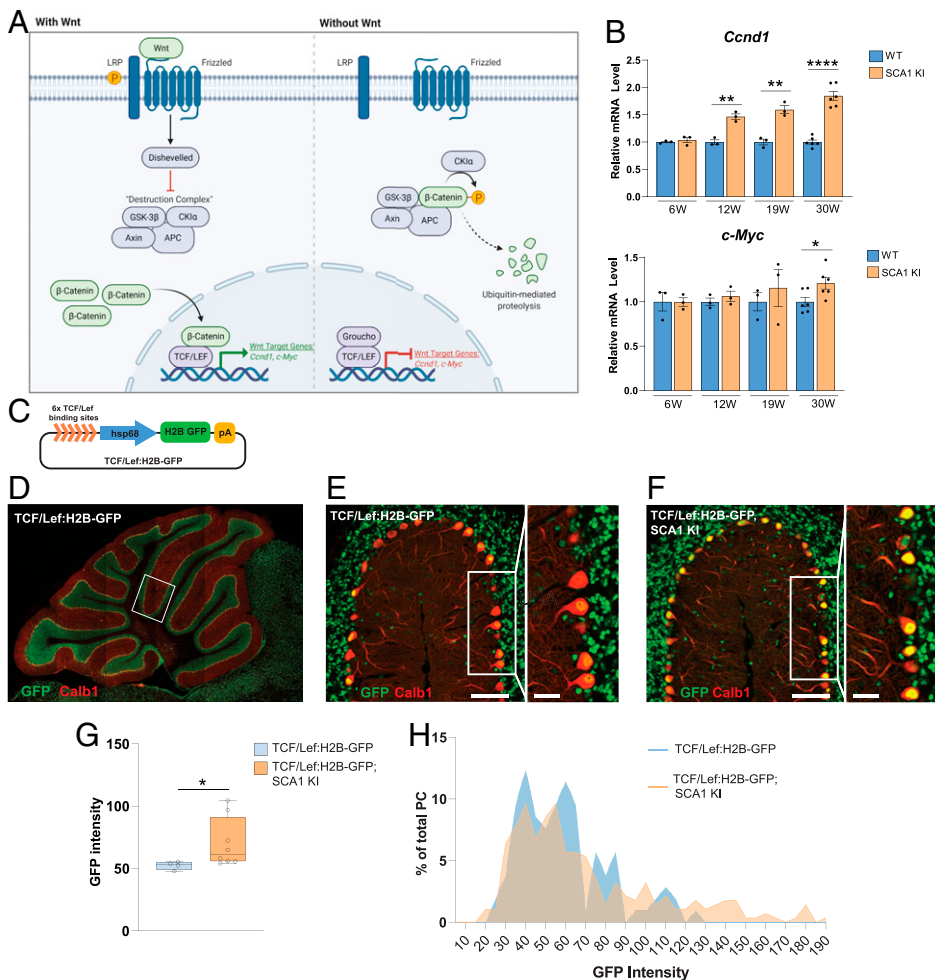 A
With Wnt
Without Wnt
Wnt
LRP
Frizzled
P
LRP
Frizzled
Dishevelled
"Destruction Complex"
GSK-3β
CKIα
Axin
APC
CKIα
GSK-3β
β-Catenin
P
Axin
APC
Ubiquitin-mediated
proteolysis
β-Catenin
β-Catenin
β-Catenin
β-Catenin
TCF/LEF
Wnt Target Genes:
Ccnd1, c-Myc
Groucho
TCF/LEF
Wnt Target Genes:
Ccnd1, c-Myc
B
Ccnd1
WT
SCA1 KI
Relative mRNA Level
2.5
2.0
1.5
1.0
0.5
0.0
**
**
****
6W
12W
19W
30W
c-Myc
WT
SCA1 KI
Relative mRNA Level
1.5
1.0
0.5
0.0
*
6W
12W
19W
30W
C
6x TCF/Lef
binding sites
hsp68
H2B GFP
pA
TCF/Lef:H2B-GFP
D
TCF/Lef:H2B-GFP
GFP Calb1
E
TCF/Lef:H2B-GFP
GFP Calb1
F
TCF/Lef:H2B-GFP;
SCA1 KI
GFP Calb1
G
TCF/Lef:H2B-GFP
TCF/Lef:H2B-GFP;
SCA1 KI
GFP intensity
150
100
50
0
*
H
TCF/Lef:H2B-GFP
TCF/Lef:H2B-GFP;
SCA1 KI
% of total PC
15
10
5
0
10
20
30
40
50
60
70
80
90
100
110
120
130
140
150
160
170
180
190
GFP Intensity